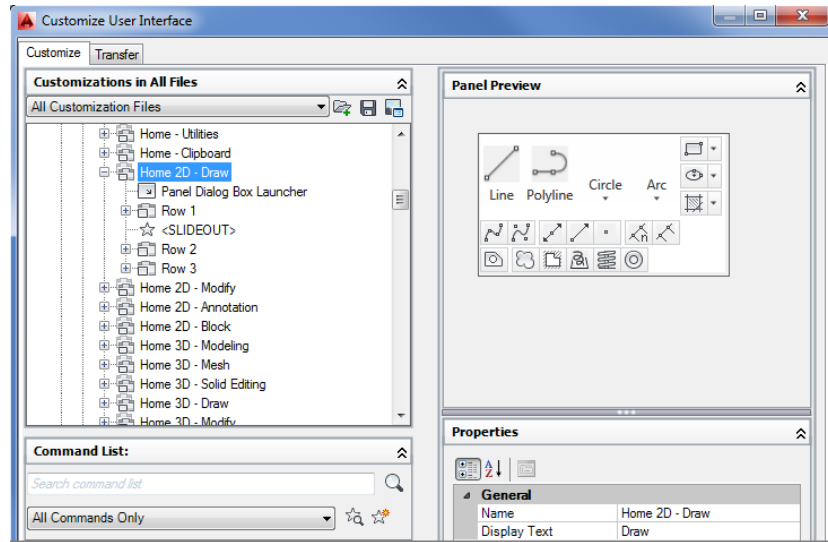 Customize User Interface
Customize Transfer
Customizations in All Files
All Customization Files
Home - Utilities
Home - Clipboard
Home 2D - Draw
Panel Dialog Box Launcher
Row 1
<SLIDEOUT>
Row 2
Row 3
Home 2D - Modify
Home 2D - Annotation
Home 2D - Block
Home 3D - Modeling
Home 3D - Mesh
Home 3D - Solid Editing
Home 3D - Draw
Home 3D - Modify
Command List:
Search command list
All Commands Only
Panel Preview
Line Polyline Circle Arc
Properties
General
Name Home 2D - Draw
Display Text Draw